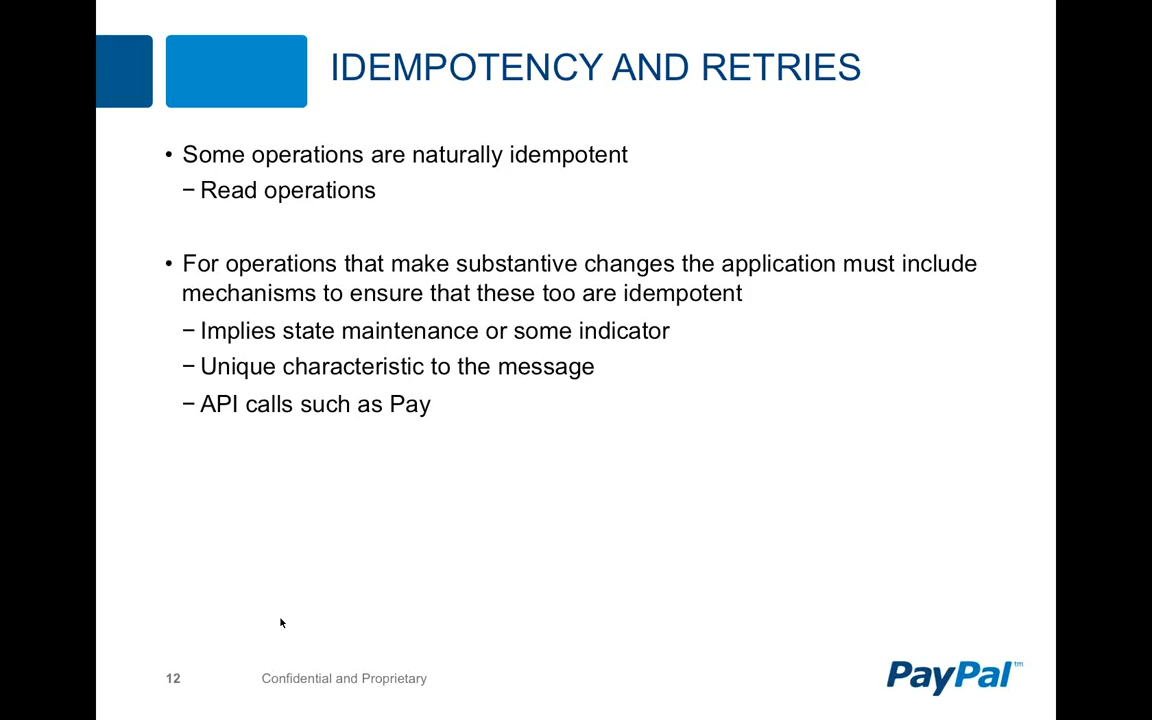 IDEMPOTENCY AND RETRIES
• Some operations are naturally idempotent
− Read operations
• For operations that make substantive changes the application must include
mechanisms to ensure that these too are idempotent
− Implies state maintenance or some indicator
− Unique characteristic to the message
− API calls such as Pay
12 Confidential and Proprietary
PayPal™